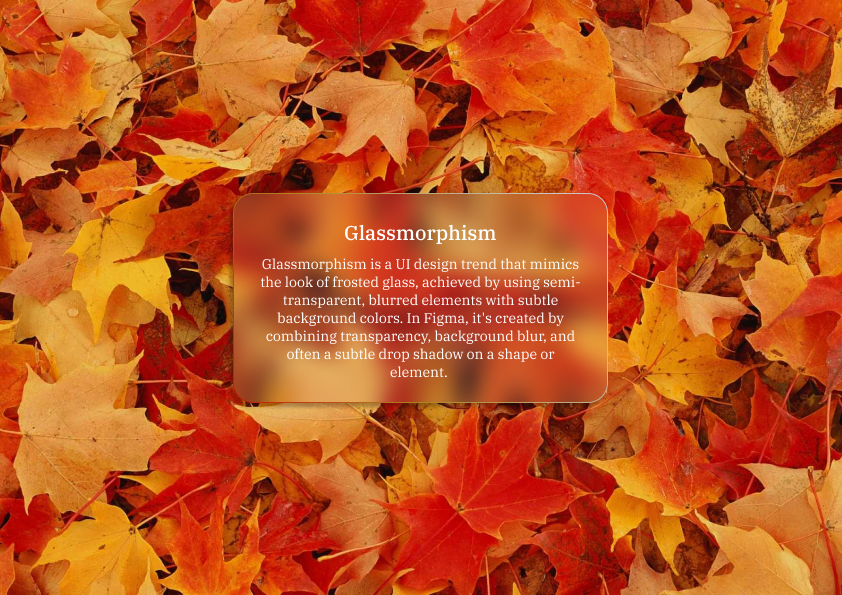 Glassmorphism
Glassmorphism is a UI design trend that mimics
the look of frosted glass, achieved by using semi-
transparent, blurred elements with subtle
background colors. In Figma, it's created by
combining transparency, background blur, and
often a subtle drop shadow on a shape or
element.